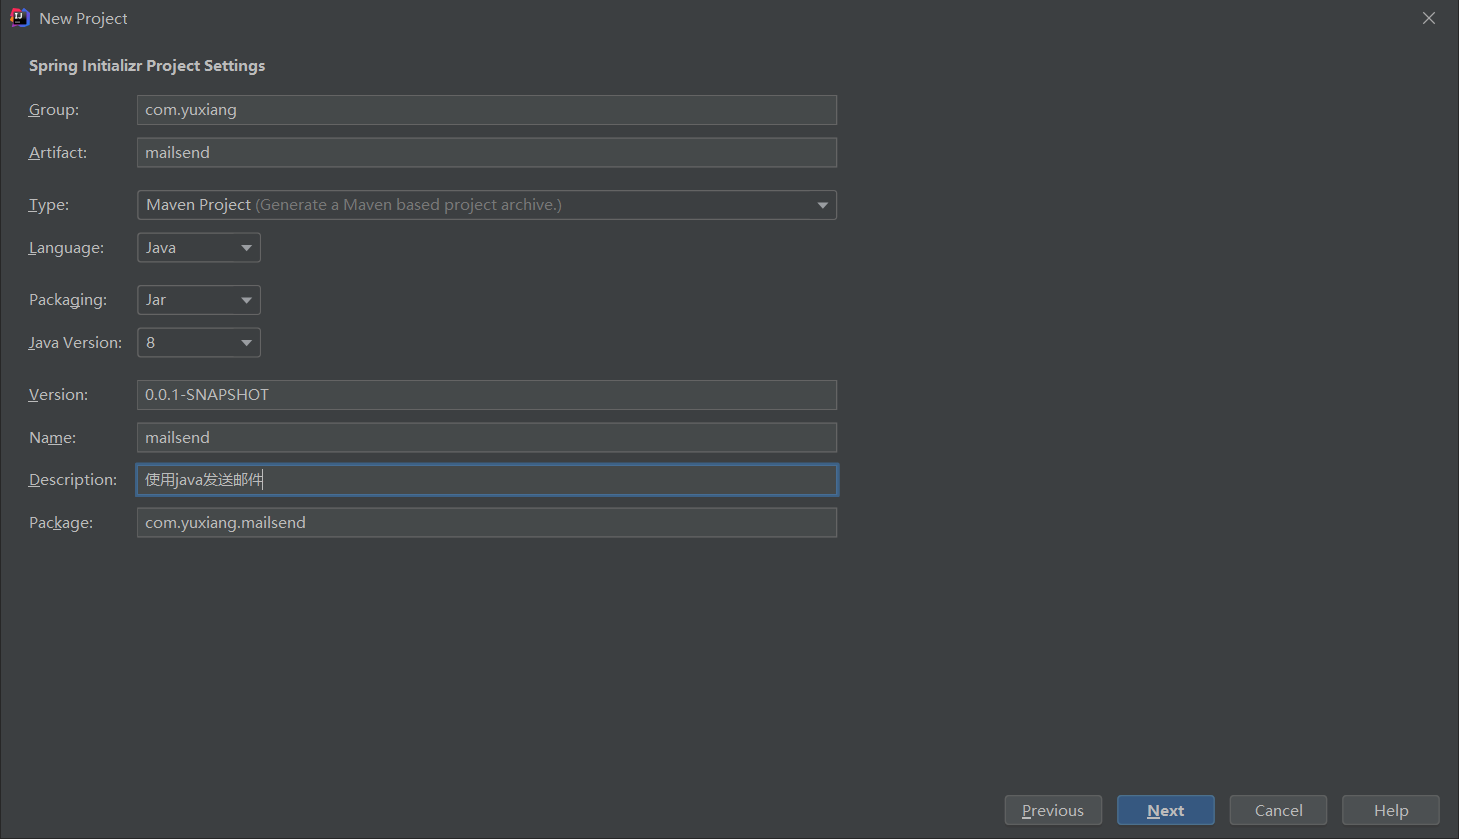 New Project
Spring Initializr Project Settings
Group: com.yuxiang
Artifact: mailsend
Type: Maven Project (Generate a Maven based project archive.)
Language: Java
Packaging: Jar
Java Version: 8
Version: 0.0.1-SNAPSHOT
Name: mailsend
Description: 使用java发送邮件
Package: com.yuxiang.mailsend
Previous Next Cancel Help